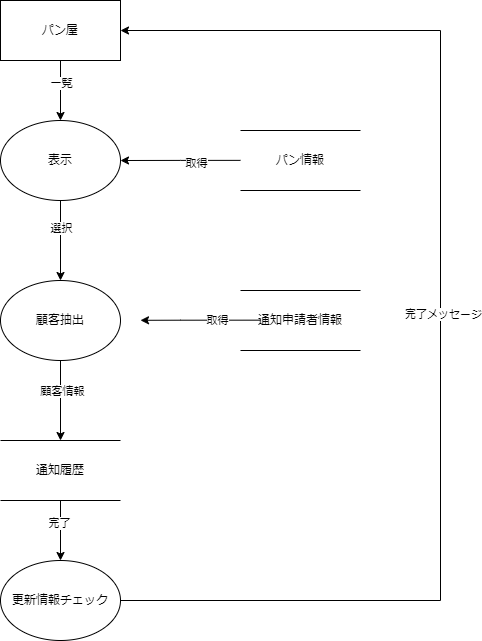 パン屋
一覧
表示
取得
パン情報
選択
顧客抽出
取得
通知申請者情報
完了メッセージ
顧客情報
通知履歴
完了
更新情報チェック